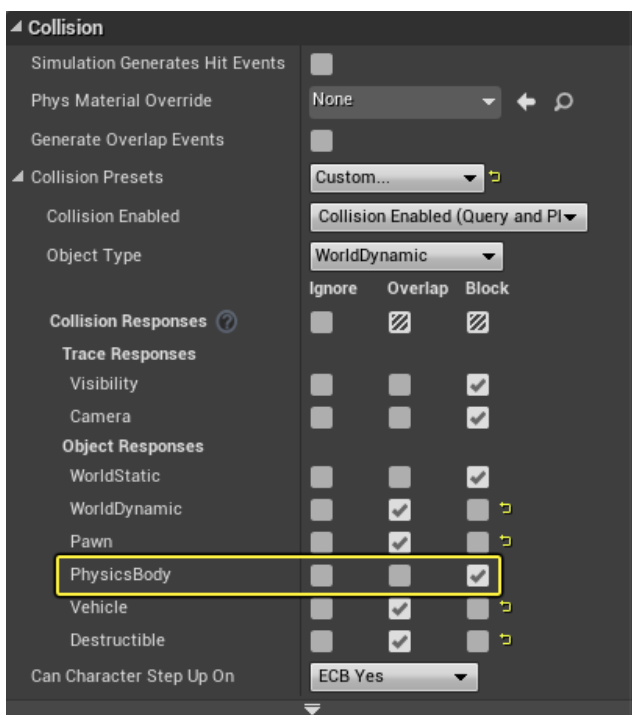 Collision
Simulation Generates Hit Events
Phys Material Override None
Generate Overlap Events
Collision Presets Custom...
Collision Enabled Collision Enabled (Query and Pl
Object Type WorldDynamic
Ignore Overlap Block
Collision Responses ?
Trace Responses
Visibility
Camera
Object Responses
WorldStatic
WorldDynamic
Pawn
PhysicsBody
Vehicle
Destructible
Can Character Step Up On ECB Yes